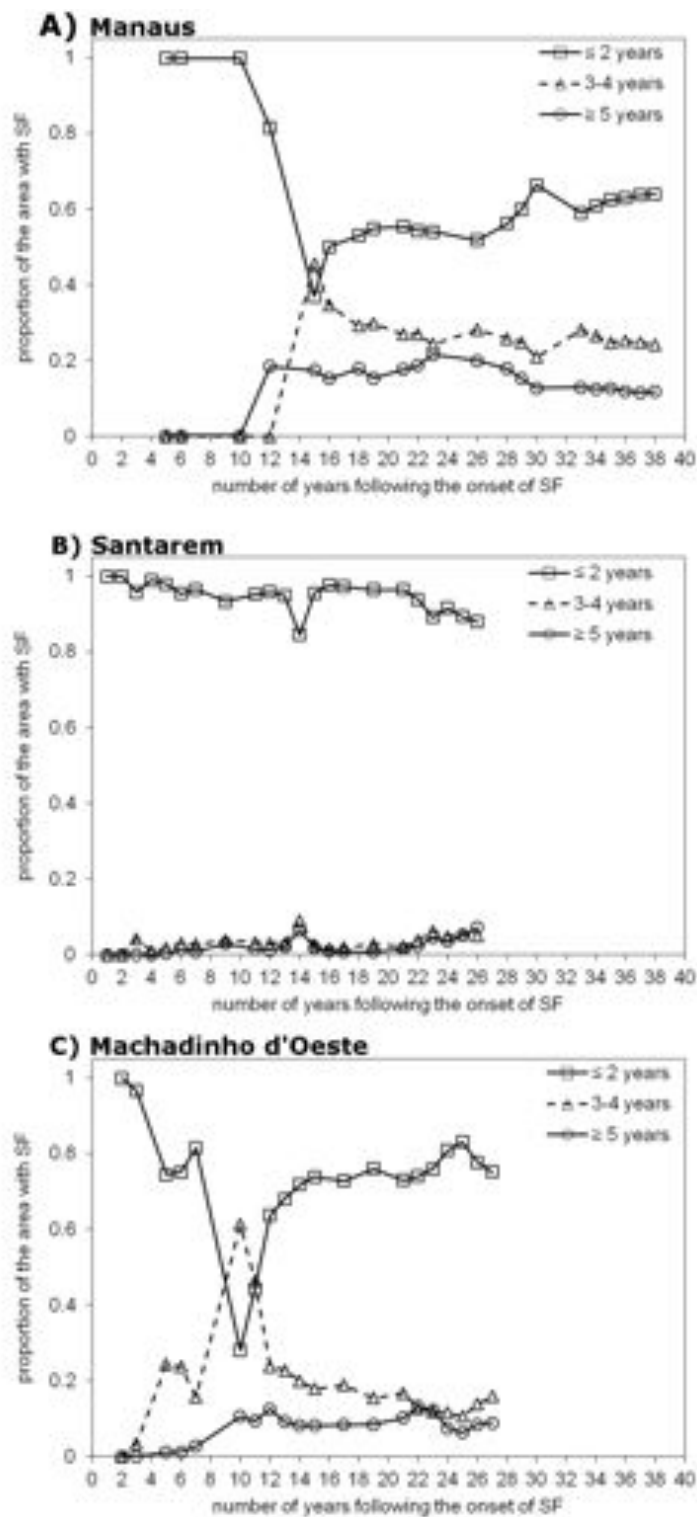 A) Manaus
≤ 2 years
3-4 years
≥ 5 years
1
0.8
0.6
0.4
0.2
0
proportion of the area with SF
0 2 4 6 8 10 12 14 16 18 20 22 24 26 28 30 32 34 36 38 40
number of years following the onset of SF
B) Santarem
≤ 2 years
3-4 years
≥ 5 years
1
0.8
0.6
0.4
0.2
0
proportion of the area with SF
0 2 4 6 8 10 12 14 16 18 20 22 24 26 28 30 32 34 36 38 40
number of years following the onset of SF
C) Machadinho d'Oeste
≤ 2 years
3-4 years
≥ 5 years
1
0.8
0.6
0.4
0.2
0
proportion of the area with SF
0 2 4 6 8 10 12 14 16 18 20 22 24 26 28 30 32 34 36 38 40
number of years following the onset of SF